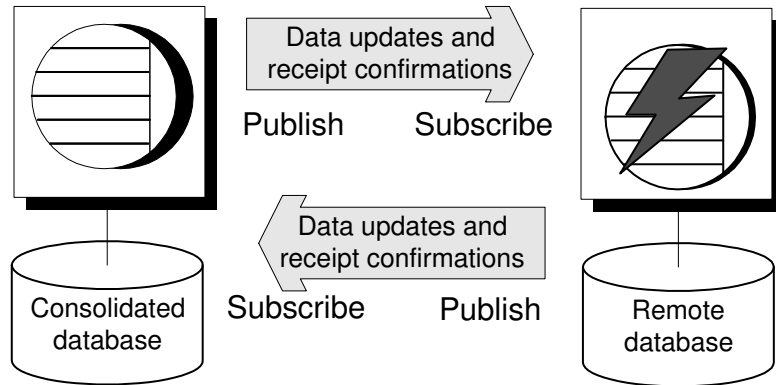 Data updates and
receipt confirmations
Publish
Subscribe
Data updates and
receipt confirmations
Subscribe
Publish
Consolidated
database
Remote
database